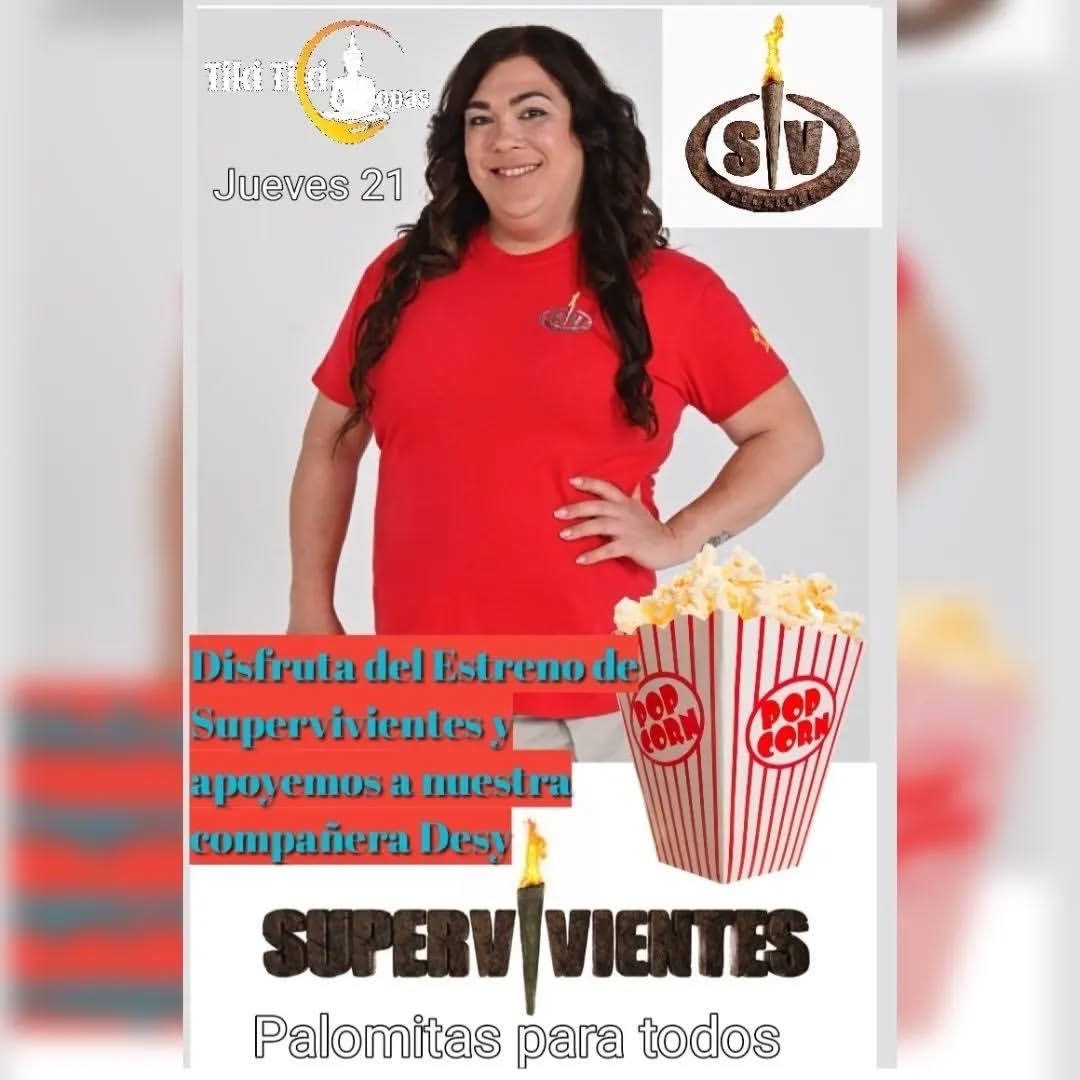 Tiki Tiki
Copas
Jueves 21
SV
Disfruta del Estreno de
Supervivientes y
apoyemos a nuestra
compañera Desy
POP
CORN
POP
CORN
SUPERVIVIENTES
Palomitas para todos